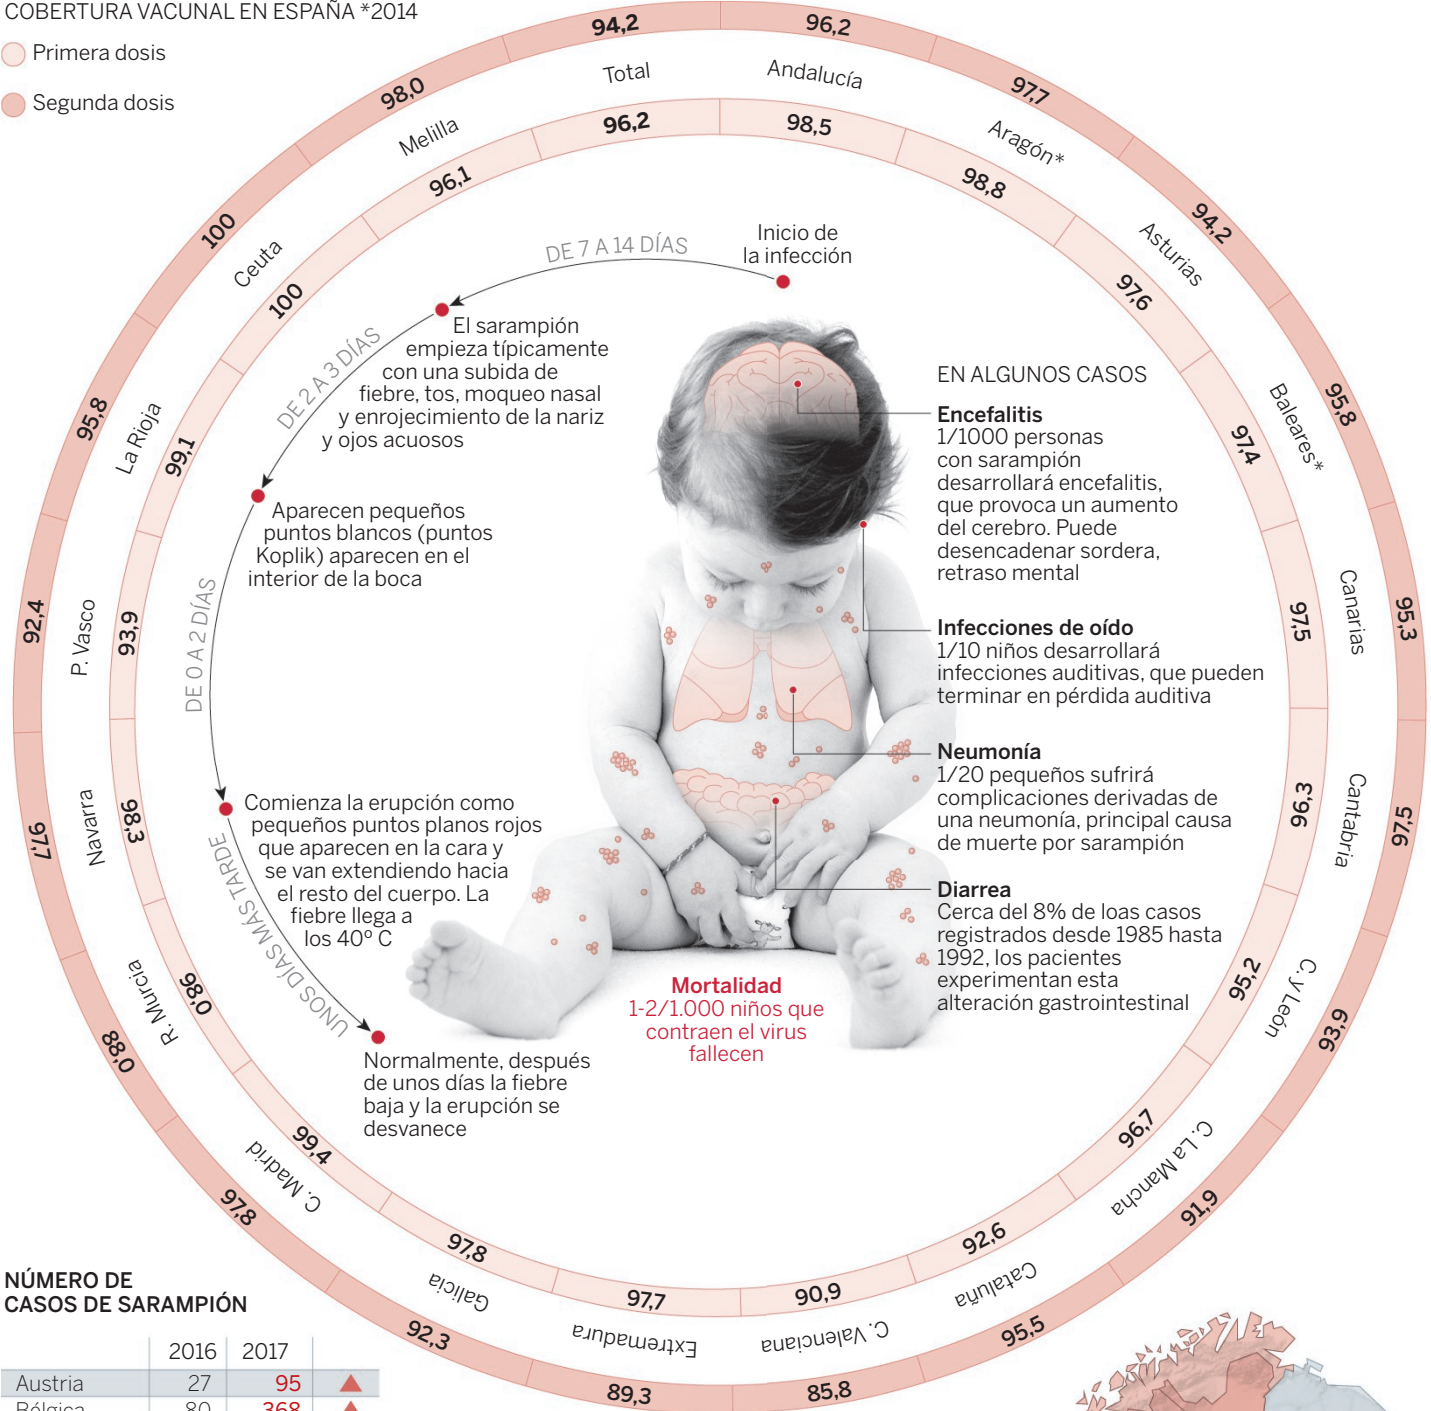 COBERTURA VACUNAL EN ESPAÑA *2014
Primera dosis
Segunda dosis
94,2
Total
96,2
96,2
Andalucía
98,5
97,7
Aragón*
98,8
94,2
Asturias
97,6
95,8
Baleares*
97,4
95,3
Canarias
97,5
97,5
Cantabria
96,3
93,9
C. y León
95,2
91,9
C. La Mancha
96,7
95,5
Cataluña
92,6
85,8
C. Valenciana
90,9
89,3
Extremadura
97,7
92,3
Galicia
97,8
97,8
C. Madrid
99,4
88,0
R. Murcia
98,0
97,7
Navarra
98,3
92,4
P. Vasco
93,9
95,8
La Rioja
99,1
100
Ceuta
100
98,0
Melilla
96,1
Inicio de
la infección
DE 7 A 14 DÍAS
El sarampión
empieza típicamente
con una subida de
fiebre, tos, moqueo nasal
y enrojecimiento de la nariz
y ojos acuosos
DE 2 A 3 DÍAS
Aparecen pequeños
puntos blancos (puntos
Koplik) aparecen en el
interior de la boca
DE 0 A 2 DÍAS
Comienza la erupción como
pequeños puntos planos rojos
que aparecen en la cara y
se van extendiendo hacia
el resto del cuerpo. La
fiebre llega a
los 40º C
UNOS DÍAS MÁS TARDE
Normalmente, después
de unos días la fiebre
baja y la erupción se
desvanece
EN ALGUNOS CASOS
Encefalitis
1/1000 personas
con sarampión
desarrollará encefalitis,
que provoca un aumento
del cerebro. Puede
desencadenar sordera,
retraso mental
Infecciones de oído
1/10 niños desarrollará
infecciones auditivas, que pueden
terminar en pérdida auditiva
Neumonía
1/20 pequeños sufrirá
complicaciones derivadas de
una neumonía, principal causa
de muerte por sarampión
Diarrea
Cerca del 8% de loas casos
registrados desde 1985 hasta
1992, los pacientes
experimentan esta
alteración gastrointestinal
Mortalidad
1-2/1.000 niños que
contraen el virus
fallecen
NÚMERO DE
CASOS DE SARAMPIÓN
2016 2017
Austria 27 95
Bélgica 80 368